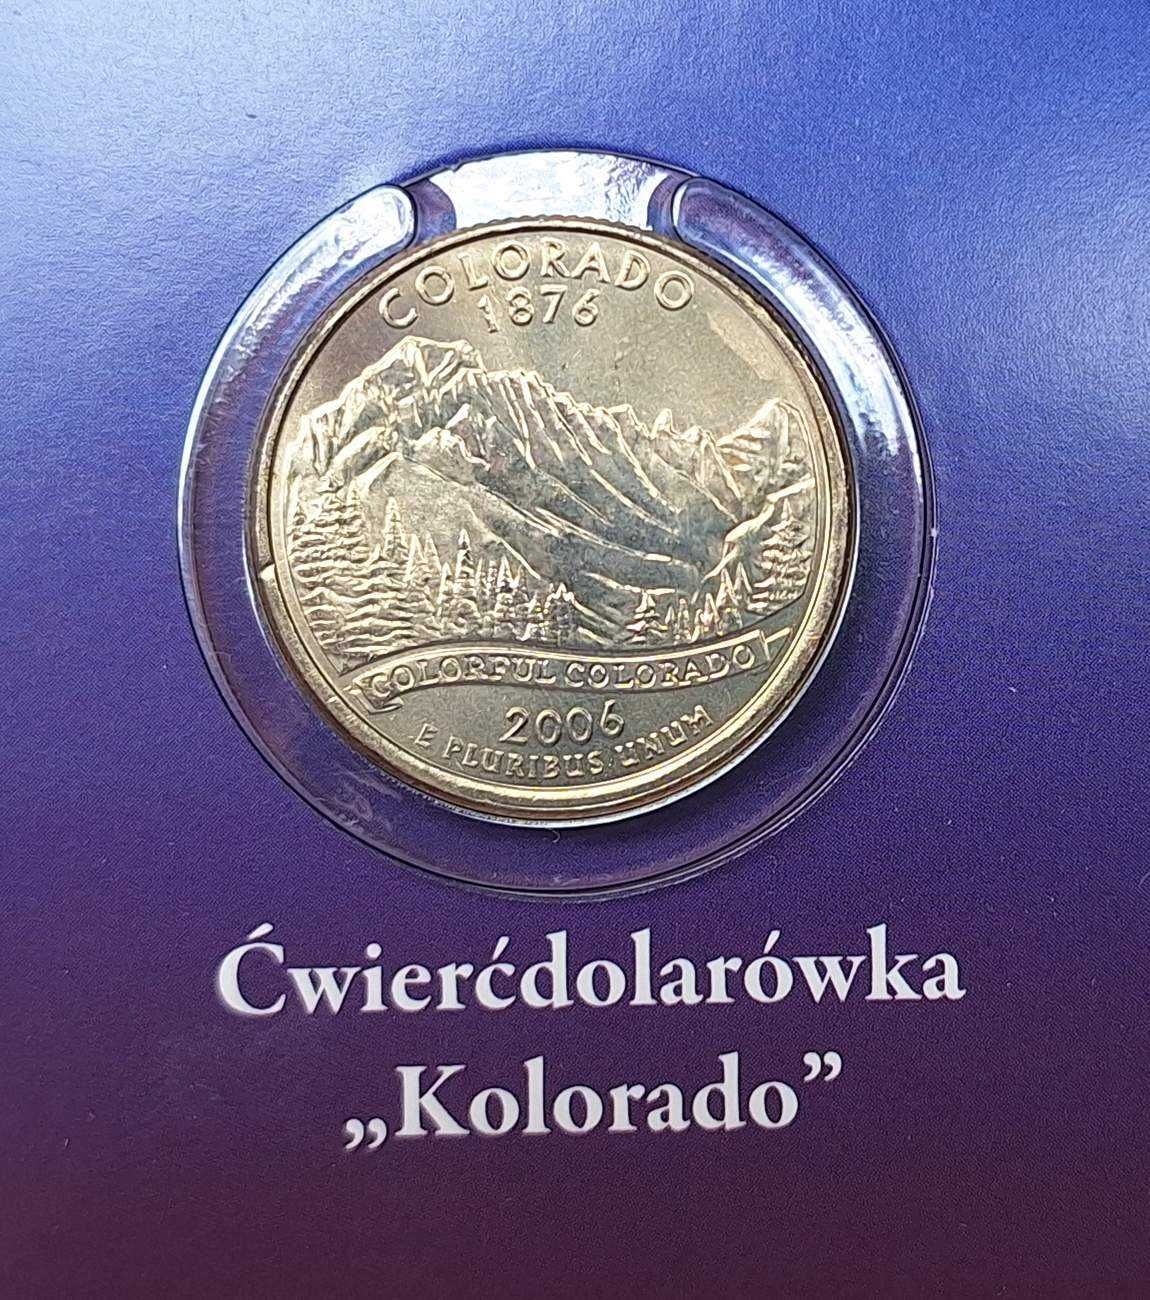 COLORADO
1876
COLORFUL COLORADO
2006
E PLURIBUS UNUM
Ćwierćdolarówka
„Kolorado”